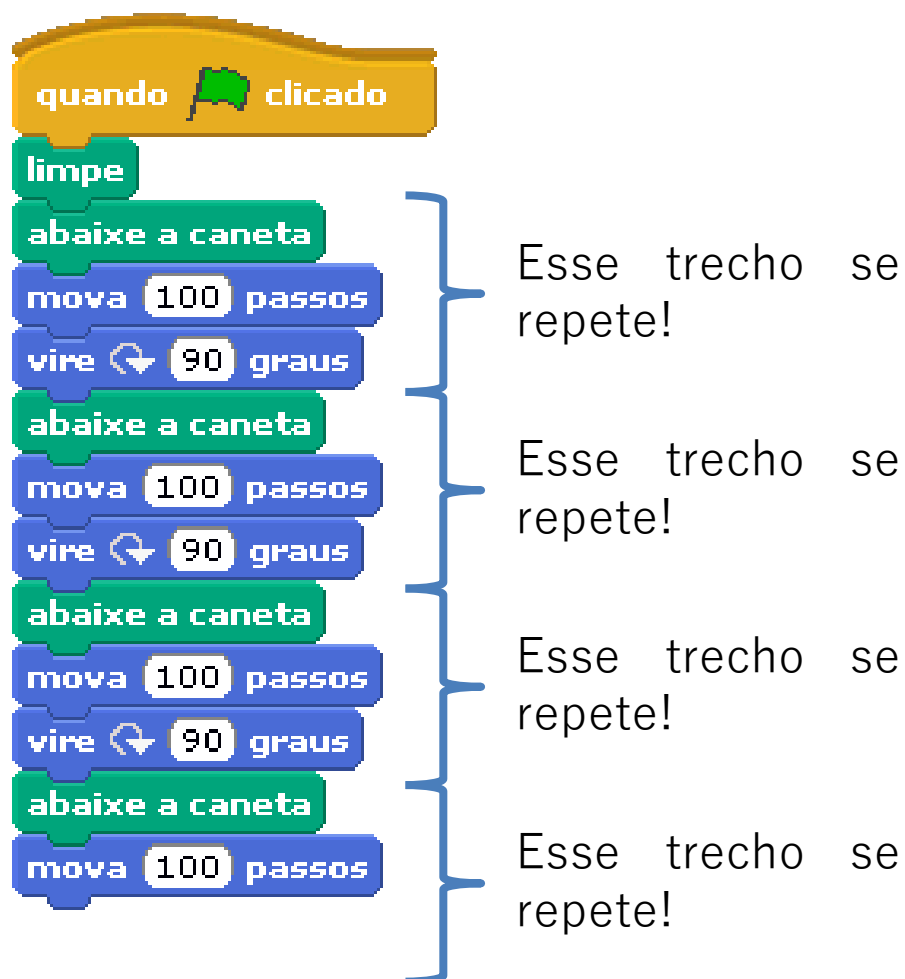 quando clicado
limpe
abaixe a caneta
mova 100 passos
vire 90 graus
abaixe a caneta
mova 100 passos
vire 90 graus
abaixe a caneta
mova 100 passos
vire 90 graus
abaixe a caneta
mova 100 passos
Esse trecho se
repete!
Esse trecho se
repete!
Esse trecho se
repete!
Esse trecho se
repete!